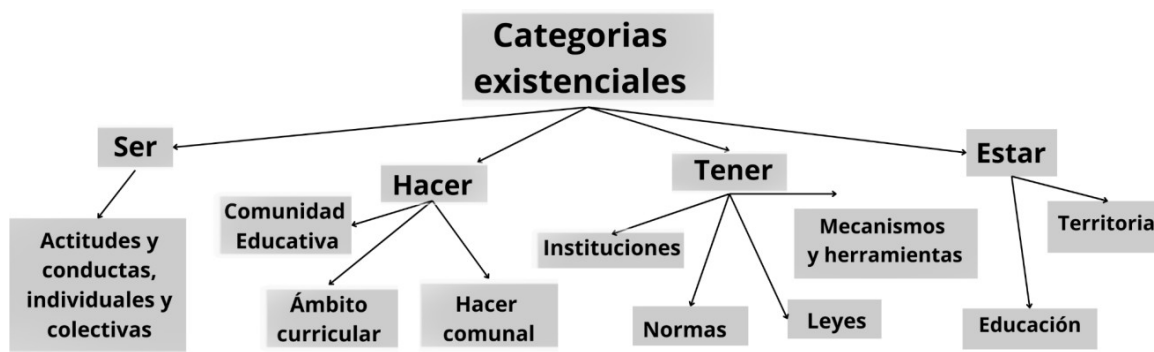 Categorias
existenciales
Ser
Hacer
Tener
Estar
Actitudes y
conductas,
individuales y
colectivas
Comunidad
Educativa
Ámbito
curricular
Hacer
comunal
Instituciones
Normas
Leyes
Mecanismos
y herramientas
Educación
Territoria